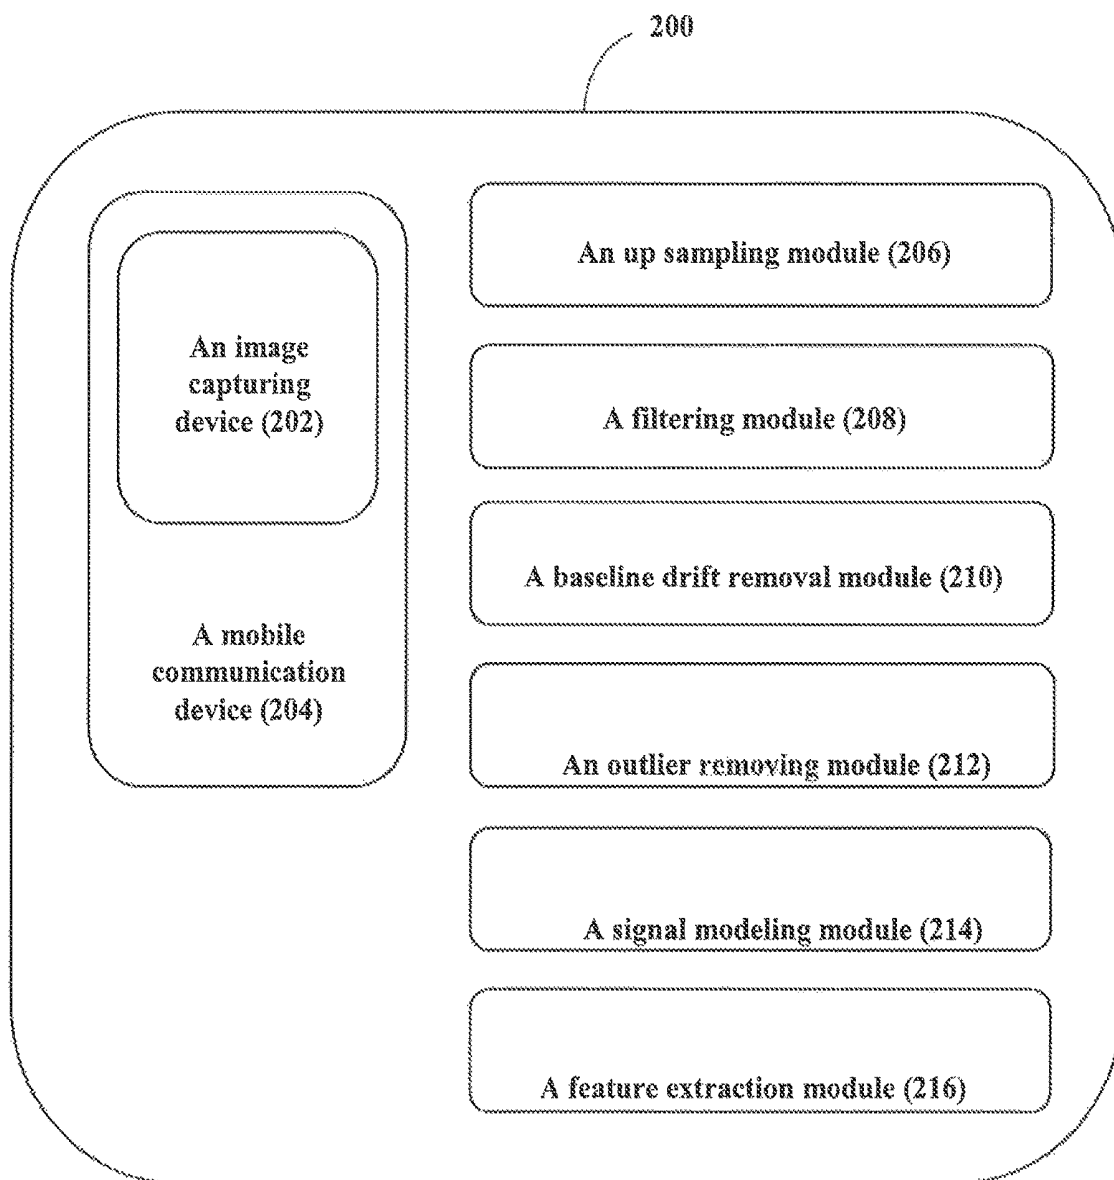 200
An image
capturing
device (202)
A mobile
communication
device (204)
An up sampling module (206)
A filtering module (208)
A baseline drift removal module (210)
An outlier removing module (212)
A signal modeling module (214)
A feature extraction module (216)